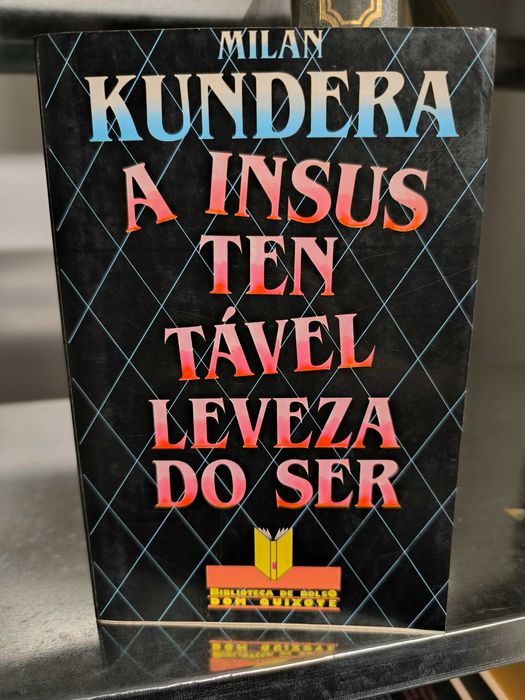 MILAN
KUNDERA
A INSUS
TEN
TÁVEL
LEVEZA
DO SER
BIBLIOTECA DE BOLSO
DOM QUIXOTE